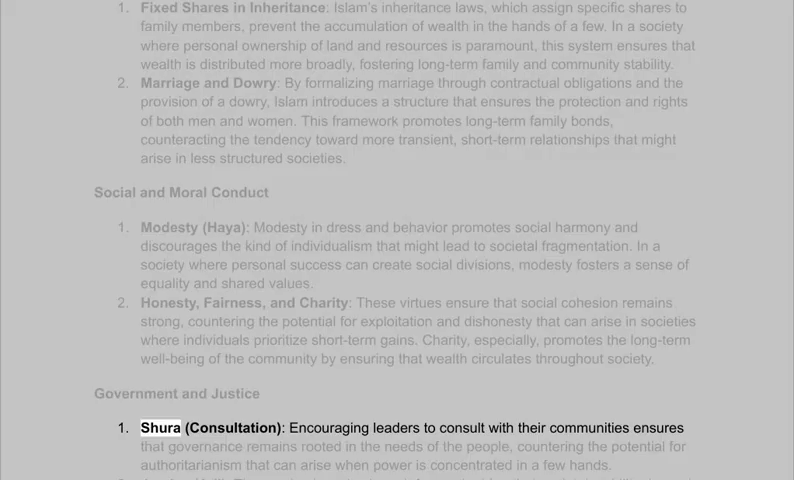 1. Fixed Shares in Inheritance: Islam's inheritance laws, which assign specific shares to
family members, prevent the accumulation of wealth in the hands of a few. In a society
where personal ownership of land and resources is paramount, this system ensures that
wealth is distributed more broadly, fostering long-term family and community stability.
2. Marriage and Dowry: By formalizing marriage through contractual obligations and the
provision of a dowry, Islam introduces a structure that ensures the protection and rights
of both men and women. This framework promotes long-term family bonds,
counteracting the tendency toward more transient, short-term relationships that might
arise in less structured societies.
Social and Moral Conduct
1. Modesty (Haya): Modesty in dress and behavior promotes social harmony and
discourages the kind of individualism that might lead to societal fragmentation. In a
society where personal success can create social divisions, modesty fosters a sense of
equality and shared values.
2. Honesty, Fairness, and Charity: These virtues ensure that social cohesion remains
strong, countering the potential for exploitation and dishonesty that can arise in societies
where individuals prioritize short-term gains. Charity, especially, promotes the long-term
well-being of the community by ensuring that wealth circulates throughout society.
Government and Justice
1. Shura (Consultation): Encouraging leaders to consult with their communities ensures
that governance remains rooted in the needs of the people, countering the potential for
authoritarianism that can arise when power is concentrated in a few hands.